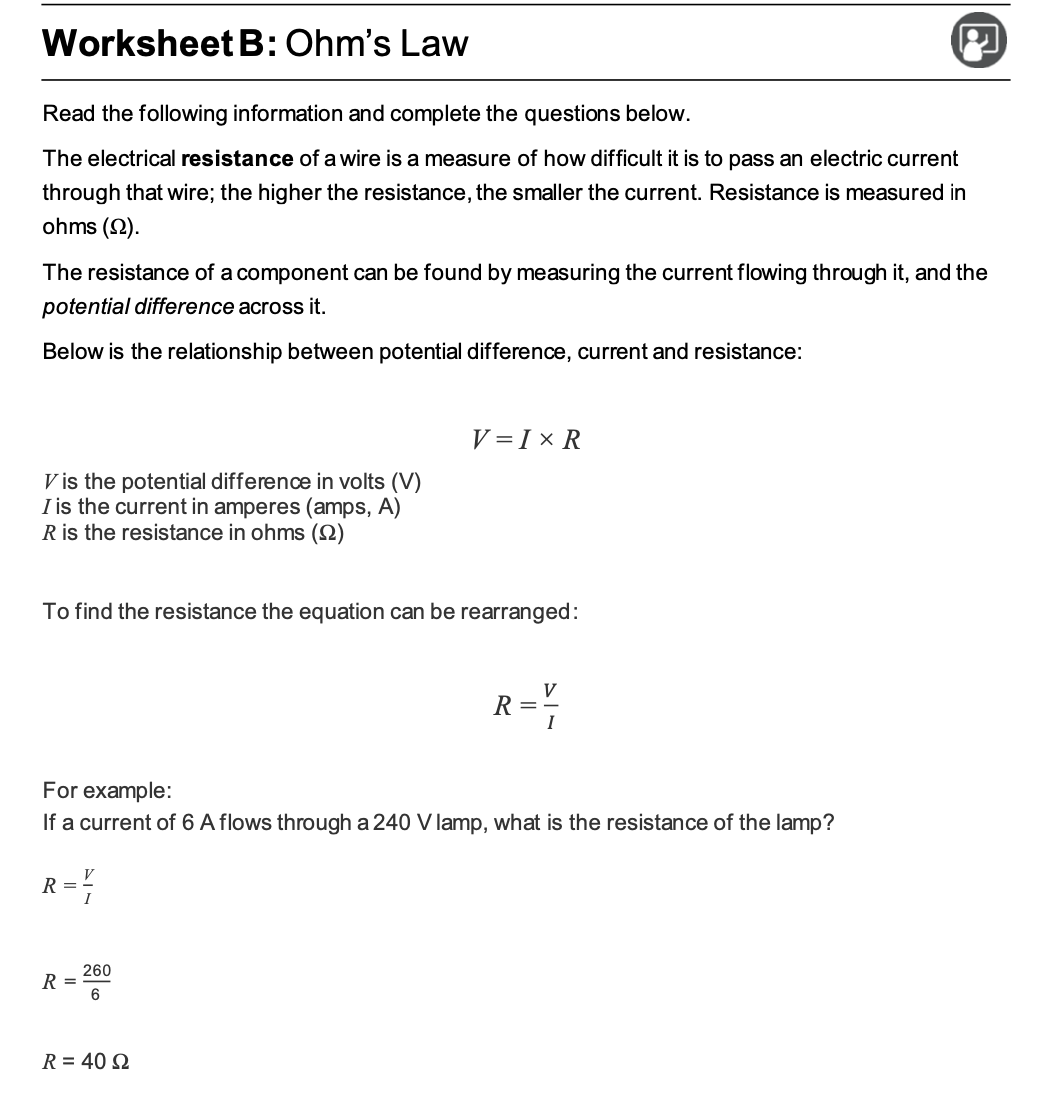 Worksheet B: Ohm's Law
Read the following information and complete the questions below.
The electrical resistance of a wire is a measure of how difficult it is to pass an electric current
through that wire; the higher the resistance, the smaller the current. Resistance is measured in
ohms (Ω).
The resistance of a component can be found by measuring the current flowing through it, and the
potential difference across it.
Below is the relationship between potential difference, current and resistance:
V = I × R
V is the potential difference in volts (V)
I is the current in amperes (amps, A)
R is the resistance in ohms (Ω)
To find the resistance the equation can be rearranged:
R = V/I
For example:
If a current of 6 A flows through a 240 V lamp, what is the resistance of the lamp?
R = V/I
R = 260/6
R = 40 Ω